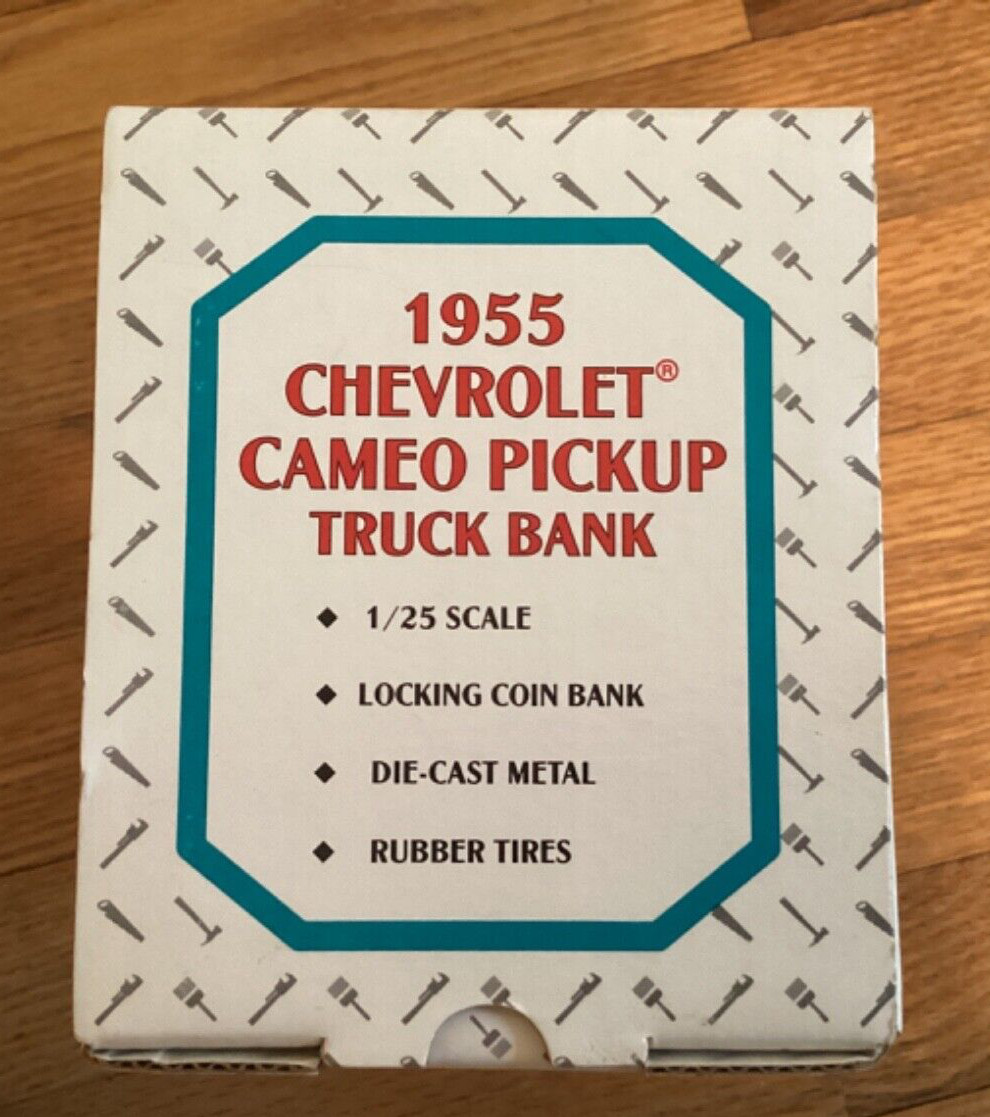 1955
CHEVROLET®
CAMEO PICKUP
TRUCK BANK
◆ 1/25 SCALE
◆ LOCKING COIN BANK
◆ DIE-CAST METAL
◆ RUBBER TIRES